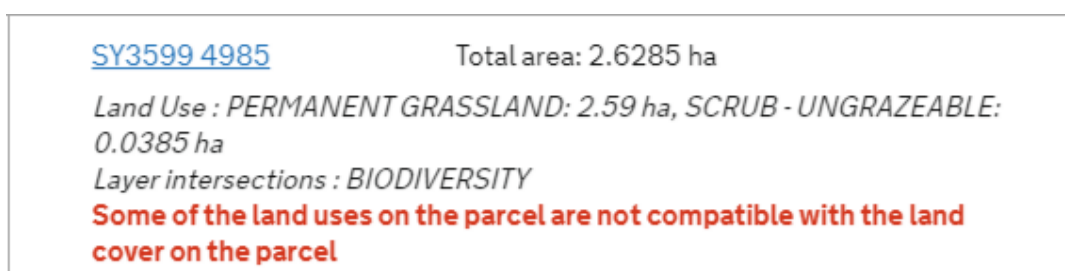 SY3599 4985 Total area: 2.6285 ha
Land Use : PERMANENT GRASSLAND: 2.59 ha, SCRUB - UNGRAZEABLE:
0.0385 ha
Layer intersections : BIODIVERSITY
Some of the land uses on the parcel are not compatible with the land
cover on the parcel